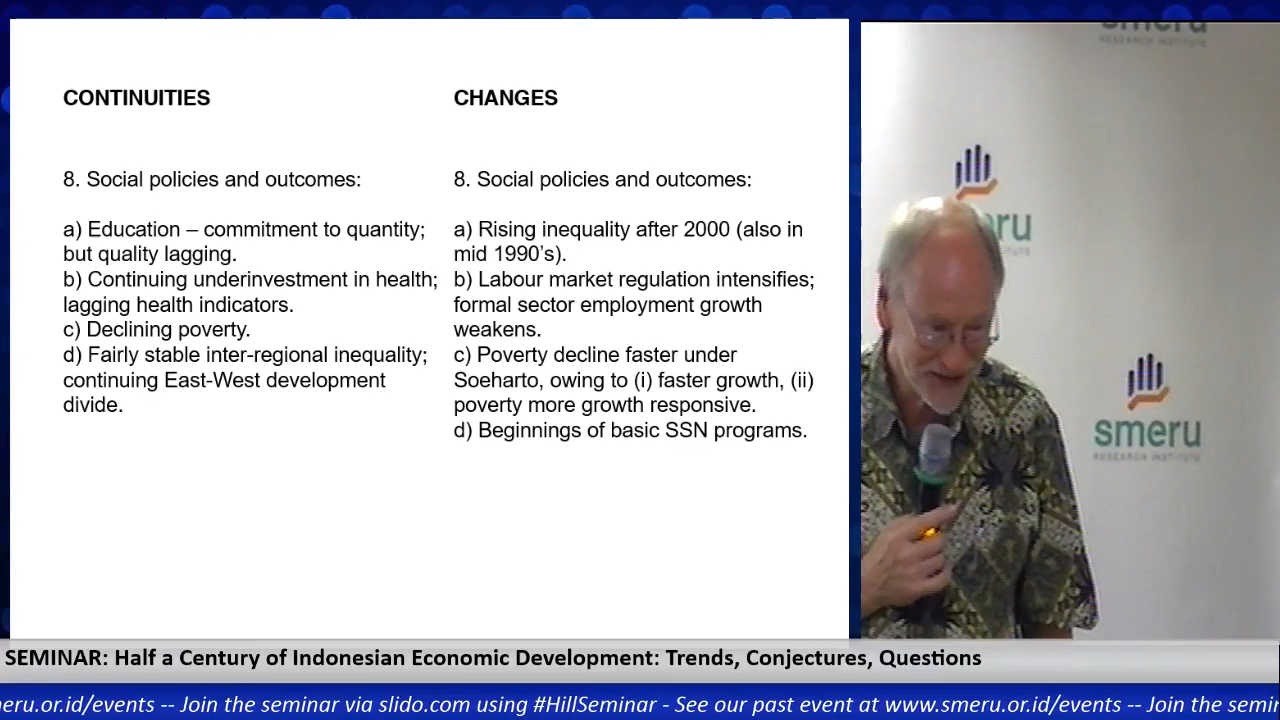 CONTINUITIES
8. Social policies and outcomes:
a) Education – commitment to quantity;
but quality lagging.
b) Continuing underinvestment in health;
lagging health indicators.
c) Declining poverty.
d) Fairly stable inter-regional inequality;
continuing East-West development
divide.
CHANGES
8. Social policies and outcomes:
a) Rising inequality after 2000 (also in
mid 1990's).
b) Labour market regulation intensifies;
formal sector employment growth
weakens.
c) Poverty decline faster under
Soeharto, owing to (i) faster growth, (ii)
poverty more growth responsive.
d) Beginnings of basic SSN programs.
smeru
RESEARCH INSTITUTE
smeru
RESEARCH INSTITUTE
SEMINAR: Half a Century of Indonesian Economic Development: Trends, Conjectures, Questions
eru.or.id/events -- Join the seminar via slido.com using #HillSeminar - See our past event at www.smeru.or.id/events -- Join the semin